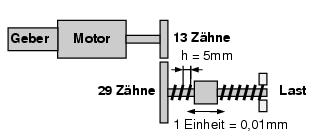 Geber Motor 13 Zähne
h = 5mm
29 Zähne Last
1 Einheit = 0,01mm